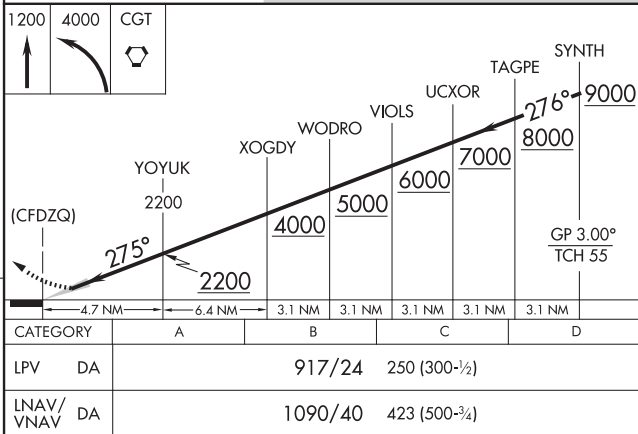 1200 4000 CGT
SYNTH
TAGPE
276° 9000
UCXOR
8000
VIOLS
7000
WODRO
6000
XOGDY
5000
YOYUK
2200
4000
(CFDZQ)
275°
2200
GP 3.00°
TCH 55
4.7 NM 6.4 NM 3.1 NM 3.1 NM 3.1 NM 3.1 NM 3.1 NM
CATEGORY A B C D
LPV DA 917/24 250 (300-½)
LNAV/
VNAV DA 1090/40 423 (500-¾)